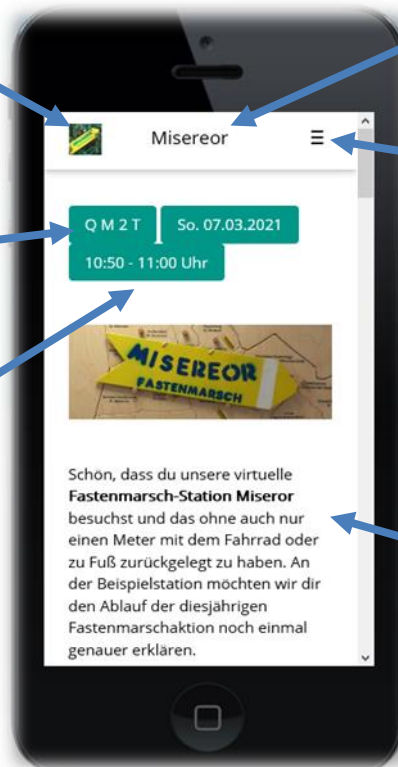 Misereor
Q M 2 T
So. 07.03.2021
10:50 - 11:00 Uhr
MISEREOR
FASTENMARSCH
Schön, dass du unsere virtuelle
Fastenmarsch-Station Miseror
besuchst und das ohne auch nur
einen Meter mit dem Fahrrad oder
zu Fuß zurückgelegt zu haben. An
der Beispielstation möchten wir dir
den Ablauf der diesjährigen
Fastenmarschaktion noch einmal
genauer erklären.